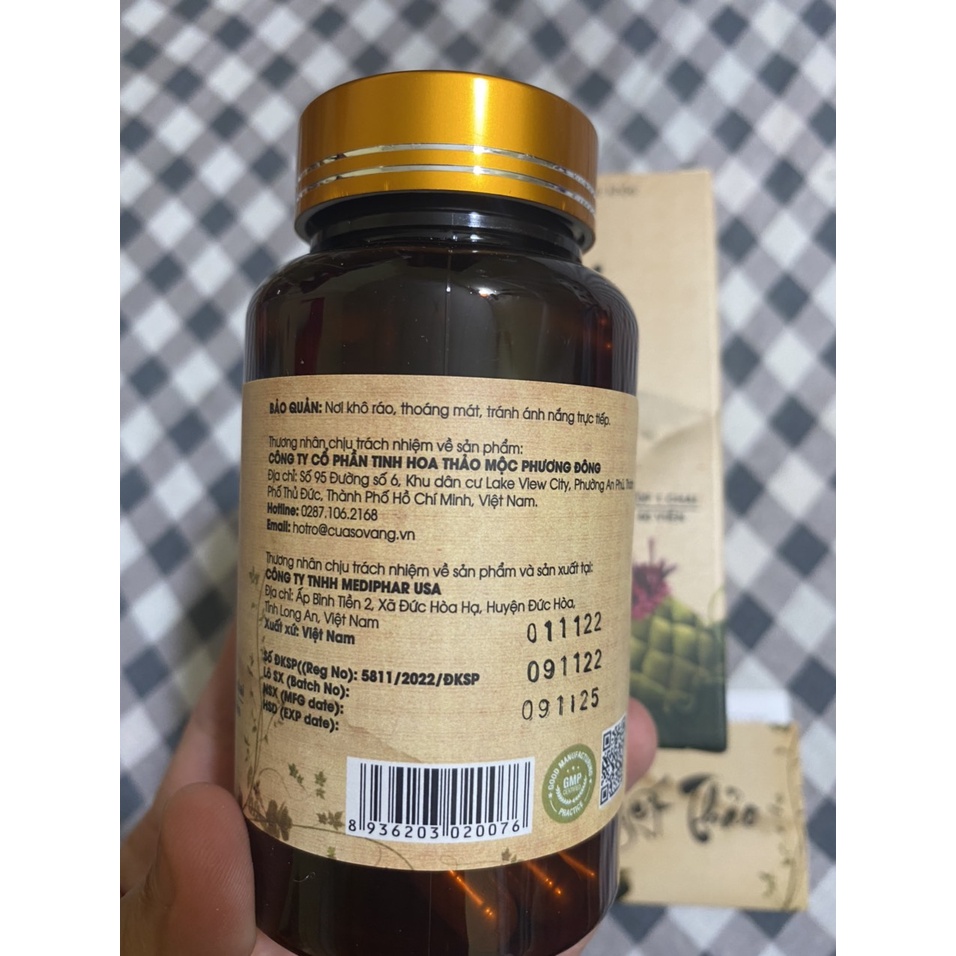 BẢO QUẢN: Nơi khô ráo, thoáng mát, tránh ánh nắng trực tiếp.
Thương nhân chịu trách nhiệm về sản phẩm:
CÔNG TY CỔ PHẦN TINH HOA THẢO MỘC PHƯƠNG ĐÔNG
Địa chỉ: Số 95 Đường số 6, Khu dân cư Lake View City, Phường An Phú,
Phố Thủ Đức, Thành Phố Hồ Chí Minh, Việt Nam.
Hotline: 0287.106.2168
Email: hotro@cuasovang.vn
Thương nhân chịu trách nhiệm về sản phẩm và sản xuất tại:
CÔNG TY TNHH MEDIPHAR USA
Địa chỉ: Ấp Bình Tiền 2, Xã Đức Hòa Hạ, Huyện Đức Hòa,
Tỉnh Long An, Việt Nam
Xuất xứ: Việt Nam
Số ĐKSP((Reg No): 5811/2022/ĐKSP
Lô SX (Batch No):
NSX (MFG date):
HSD (EXP date):
011122
091122
091125
8 936203 020076
GOOD MANUFACTURING
GMP
CERTIFIED
PRACTICE
1 CHAI
VIÊN
Thảo